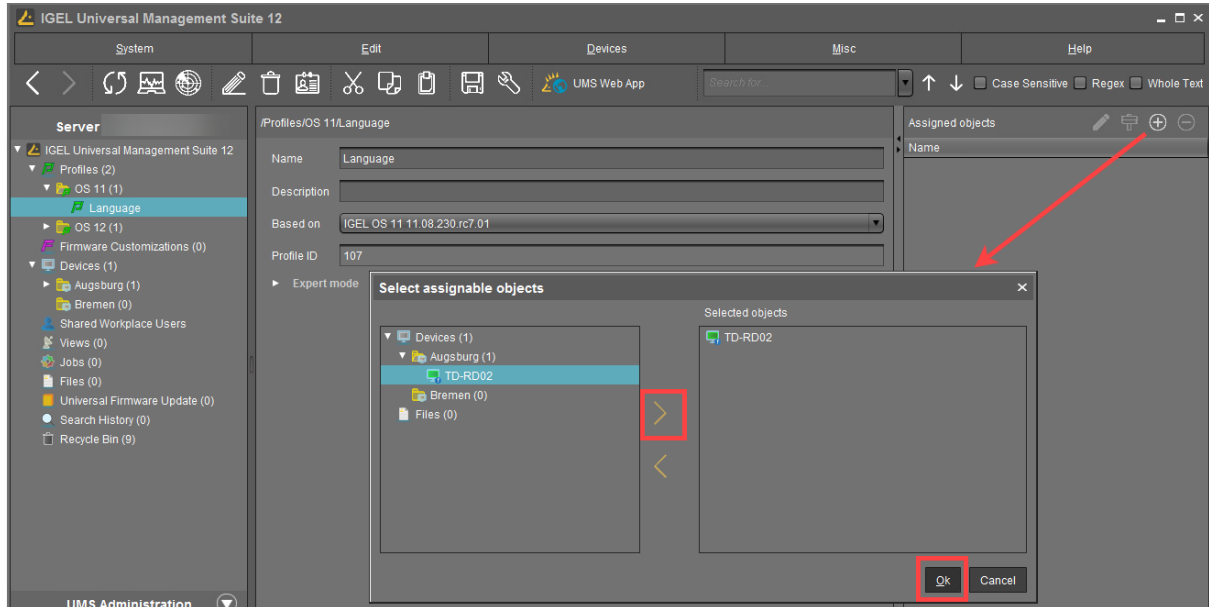 IGEL Universal Management Suite 12
System Edit Devices Misc Help
UMS Web App Search for... Case Sensitive Regex Whole Text
Server
IGEL Universal Management Suite 12
Profiles (2)
OS 11 (1)
Language
OS 12 (1)
Firmware Customizations (0)
Devices (1)
Augsburg (1)
Bremen (0)
Shared Workplace Users
Views (0)
Jobs (0)
Files (0)
Universal Firmware Update (0)
Search History (0)
Recycle Bin (9)
UMS Administration
/Profiles/OS 11/Language
Name Language
Description
Based on IGEL OS 11 11.08.230.rc7.01
Profile ID 107
Expert mode
Assigned objects
Name
Select assignable objects
Devices (1)
Augsburg (1)
TD-RD02
Bremen (0)
Files (0)
Selected objects
TD-RD02
Ok Cancel